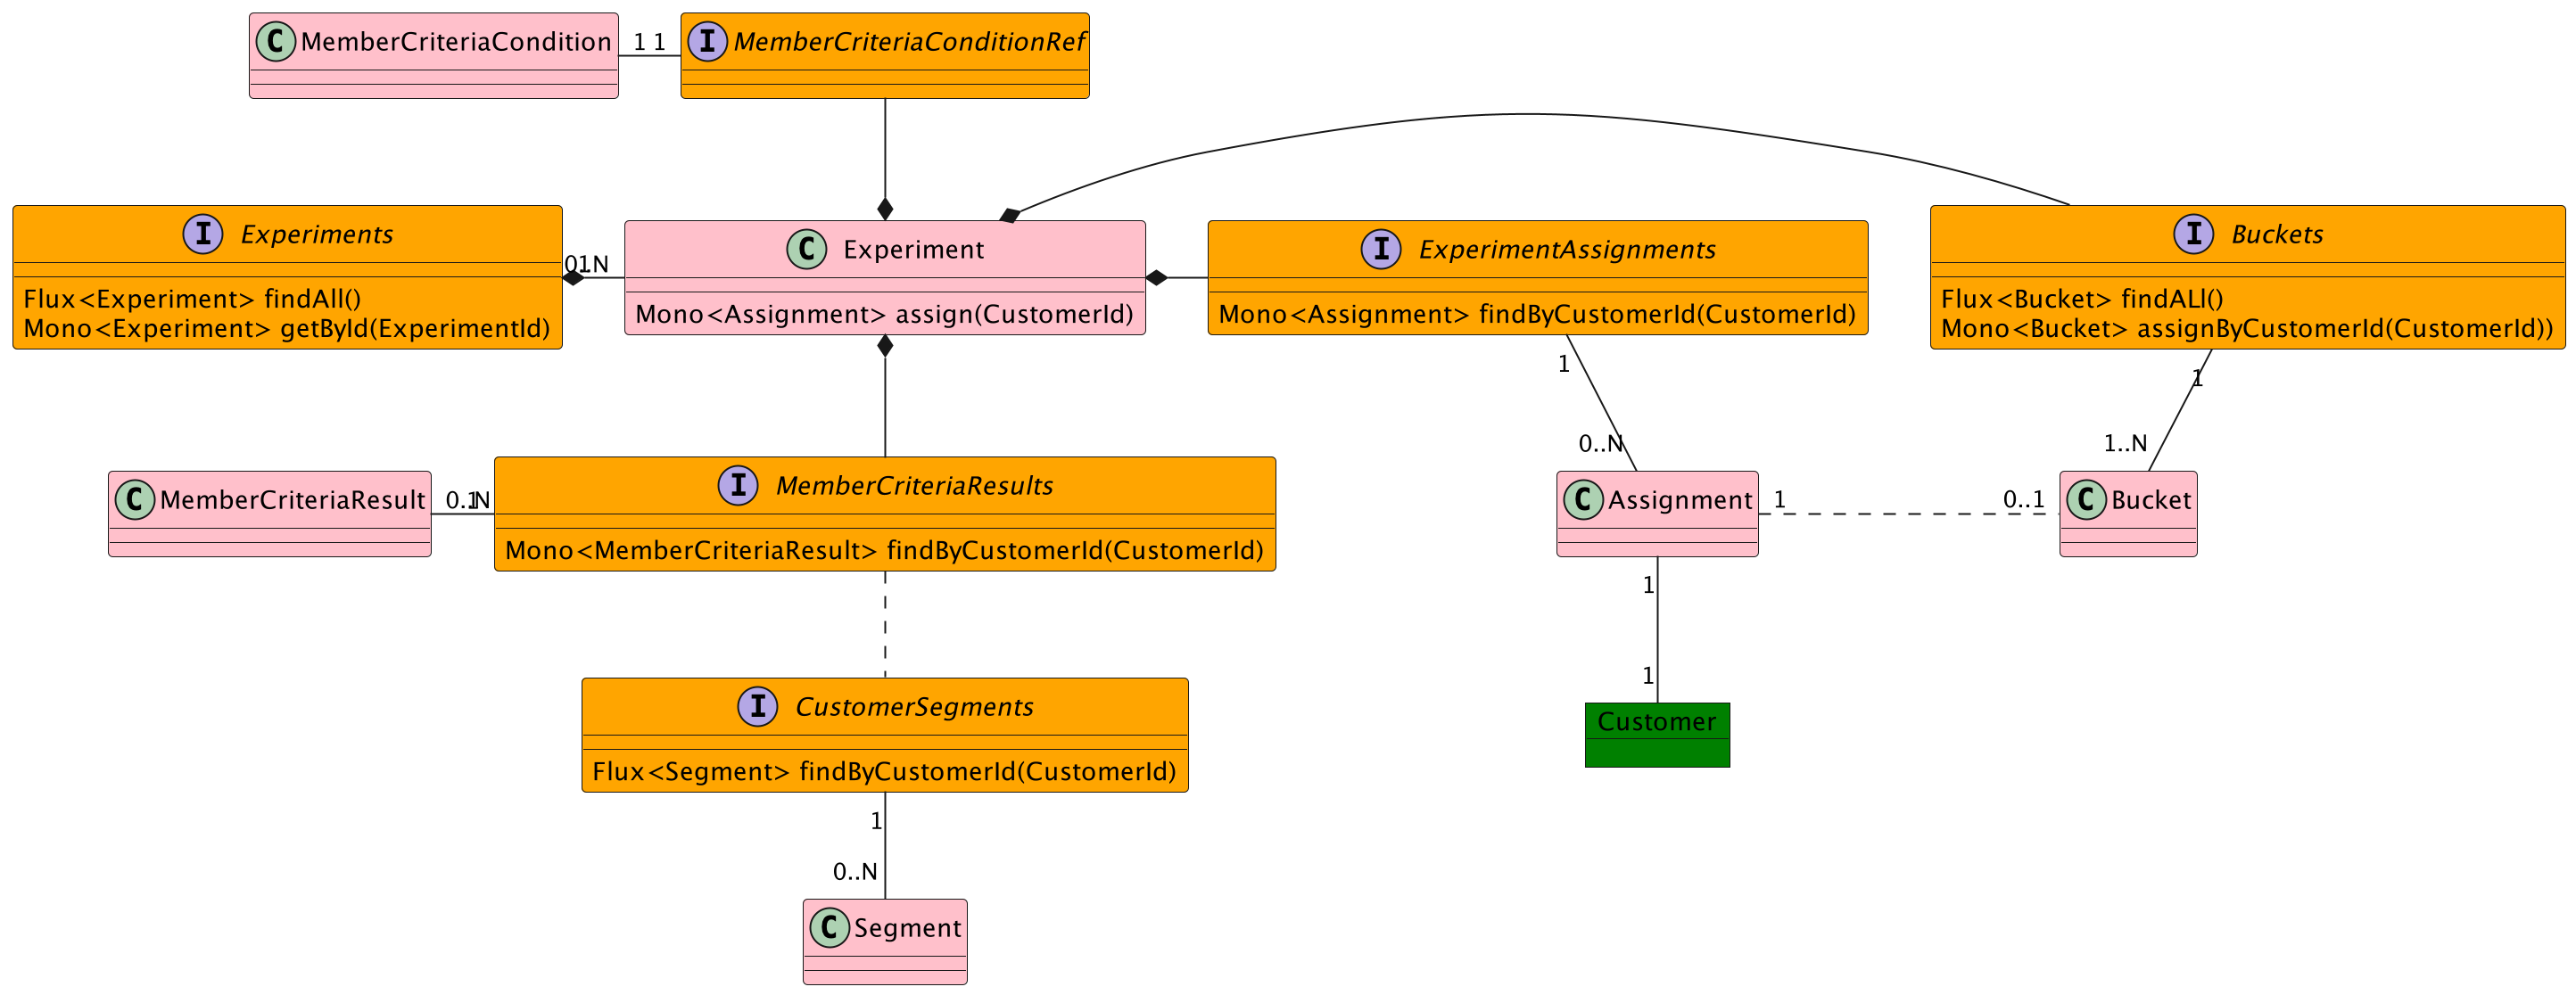 C MemberCriteriaCondition
1 1
I MemberCriteriaConditionRef
I Experiments
Flux<Experiment> findAll()
Mono<Experiment> getById(ExperimentId)
1
0..N
C Experiment
Mono<Assignment> assign(CustomerId)
I ExperimentAssignments
Mono<Assignment> findByCustomerId(CustomerId)
I Buckets
Flux<Bucket> findALl()
Mono<Bucket> assignByCustomerId(CustomerId))
1
0..N
1
1..N
C MemberCriteriaResult
0..N
1
I MemberCriteriaResults
Mono<MemberCriteriaResult> findByCustomerId(CustomerId)
C Assignment
1
0..1
C Bucket
1
1
I CustomerSegments
Flux<Segment> findByCustomerId(CustomerId)
Customer
1
0..N
C Segment